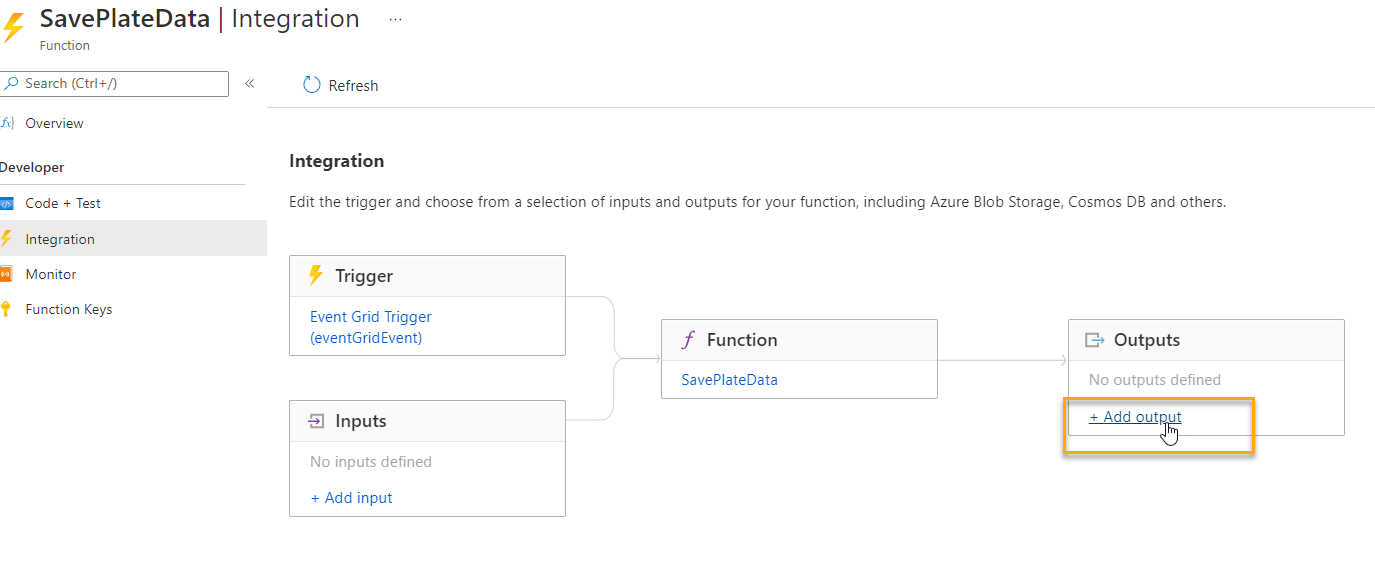 SavePlateData | Integration ...
Function
Search (Ctrl+/)
«
Refresh
Overview
Developer
Code + Test
Integration
Monitor
Function Keys
Integration
Edit the trigger and choose from a selection of inputs and outputs for your function, including Azure Blob Storage, Cosmos DB and others.
Trigger
Event Grid Trigger
(eventGridEvent)
Inputs
No inputs defined
+ Add input
Function
SavePlateData
Outputs
No outputs defined
+ Add output